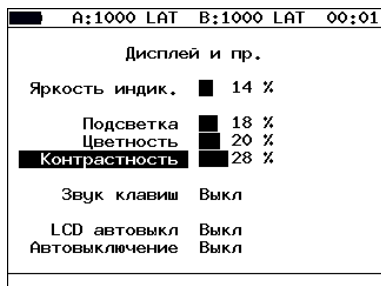 A:1000 LAT B:1000 LAT 00:01
Дисплей и пр.
Яркость индик. 14 %
Подсветка 18 %
Цветность 20 %
Контрастность 28 %
Звук клавиш Выкл
LCD автовыкл Выкл
Автовыключение Выкл